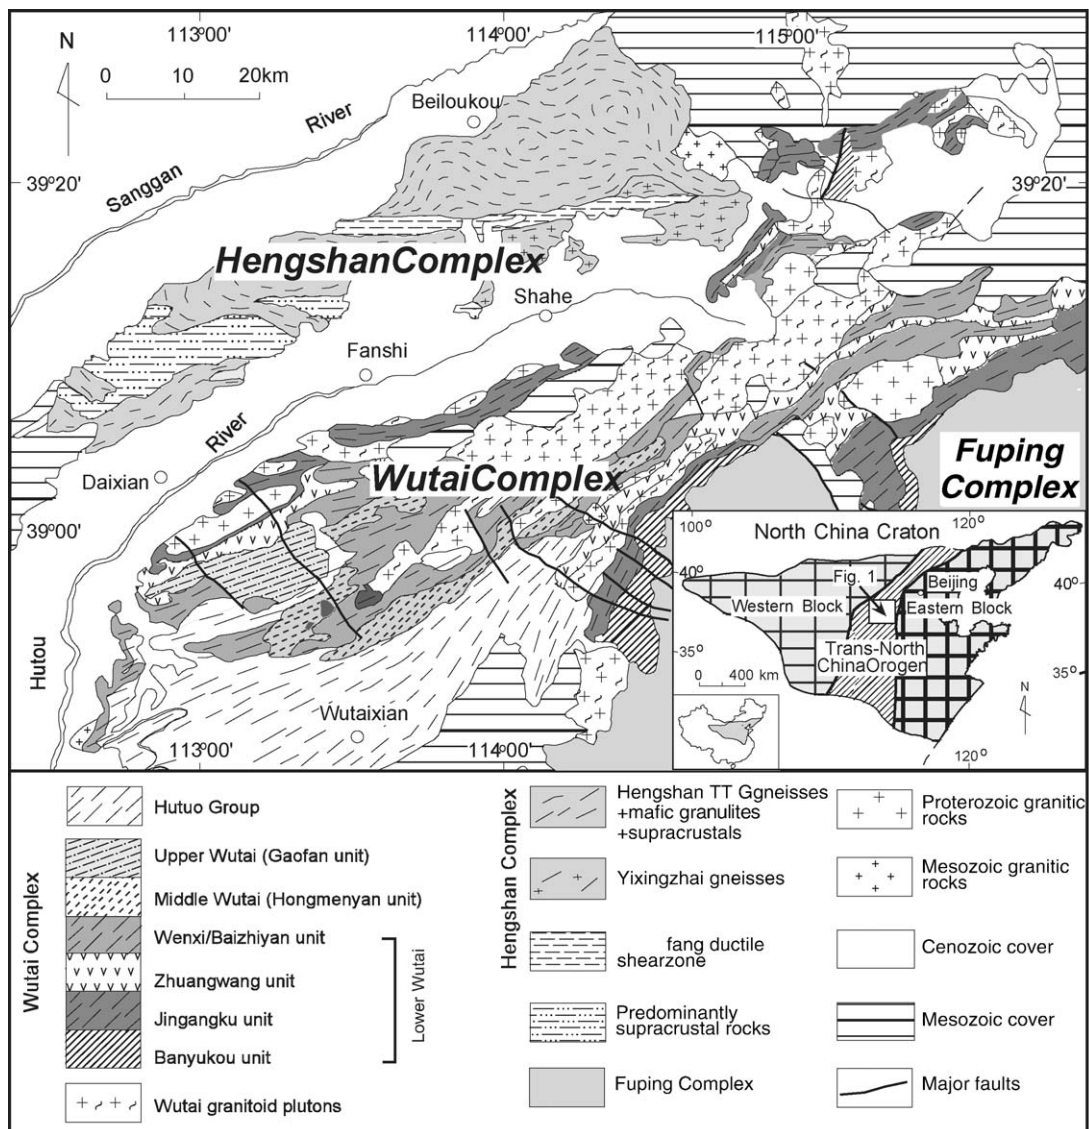 113°00'
114°00'
115°00'
N
0 10 20km
River
Beiloukou
Sanggan
39°20'
39°20'
HengshanComplex
Shahe
Fanshi
River
WutaiComplex
Fuping
Complex
Daixian
39°00'
Hutou
Wutaixian
113°00'
114°00'
100°
120°
North China Craton
40°
Fig. 1
Beijing
40°
Western Block
Eastern Block
35°
Trans-North
ChinaOrogen
35°
0 400 km
N
120°
Wutai Complex
Hutuo Group
Upper Wutai (Gaofan unit)
Middle Wutai (Hongmenyan unit)
Wenxi/Baizhiyan unit
Zhuangwang unit
Jingangku unit
Banyukou unit
Lower Wutai
Wutai granitoid plutons
Hengshan Complex
Hengshan TT Ggneisses
+mafic granulites
+supracrustals
Yixingzhai gneisses
fang ductile
shearzone
Predominantly
supracrustal rocks
Fuping Complex
Proterozoic granitic
rocks
Mesozoic granitic
rocks
Cenozoic cover
Mesozoic cover
Major faults